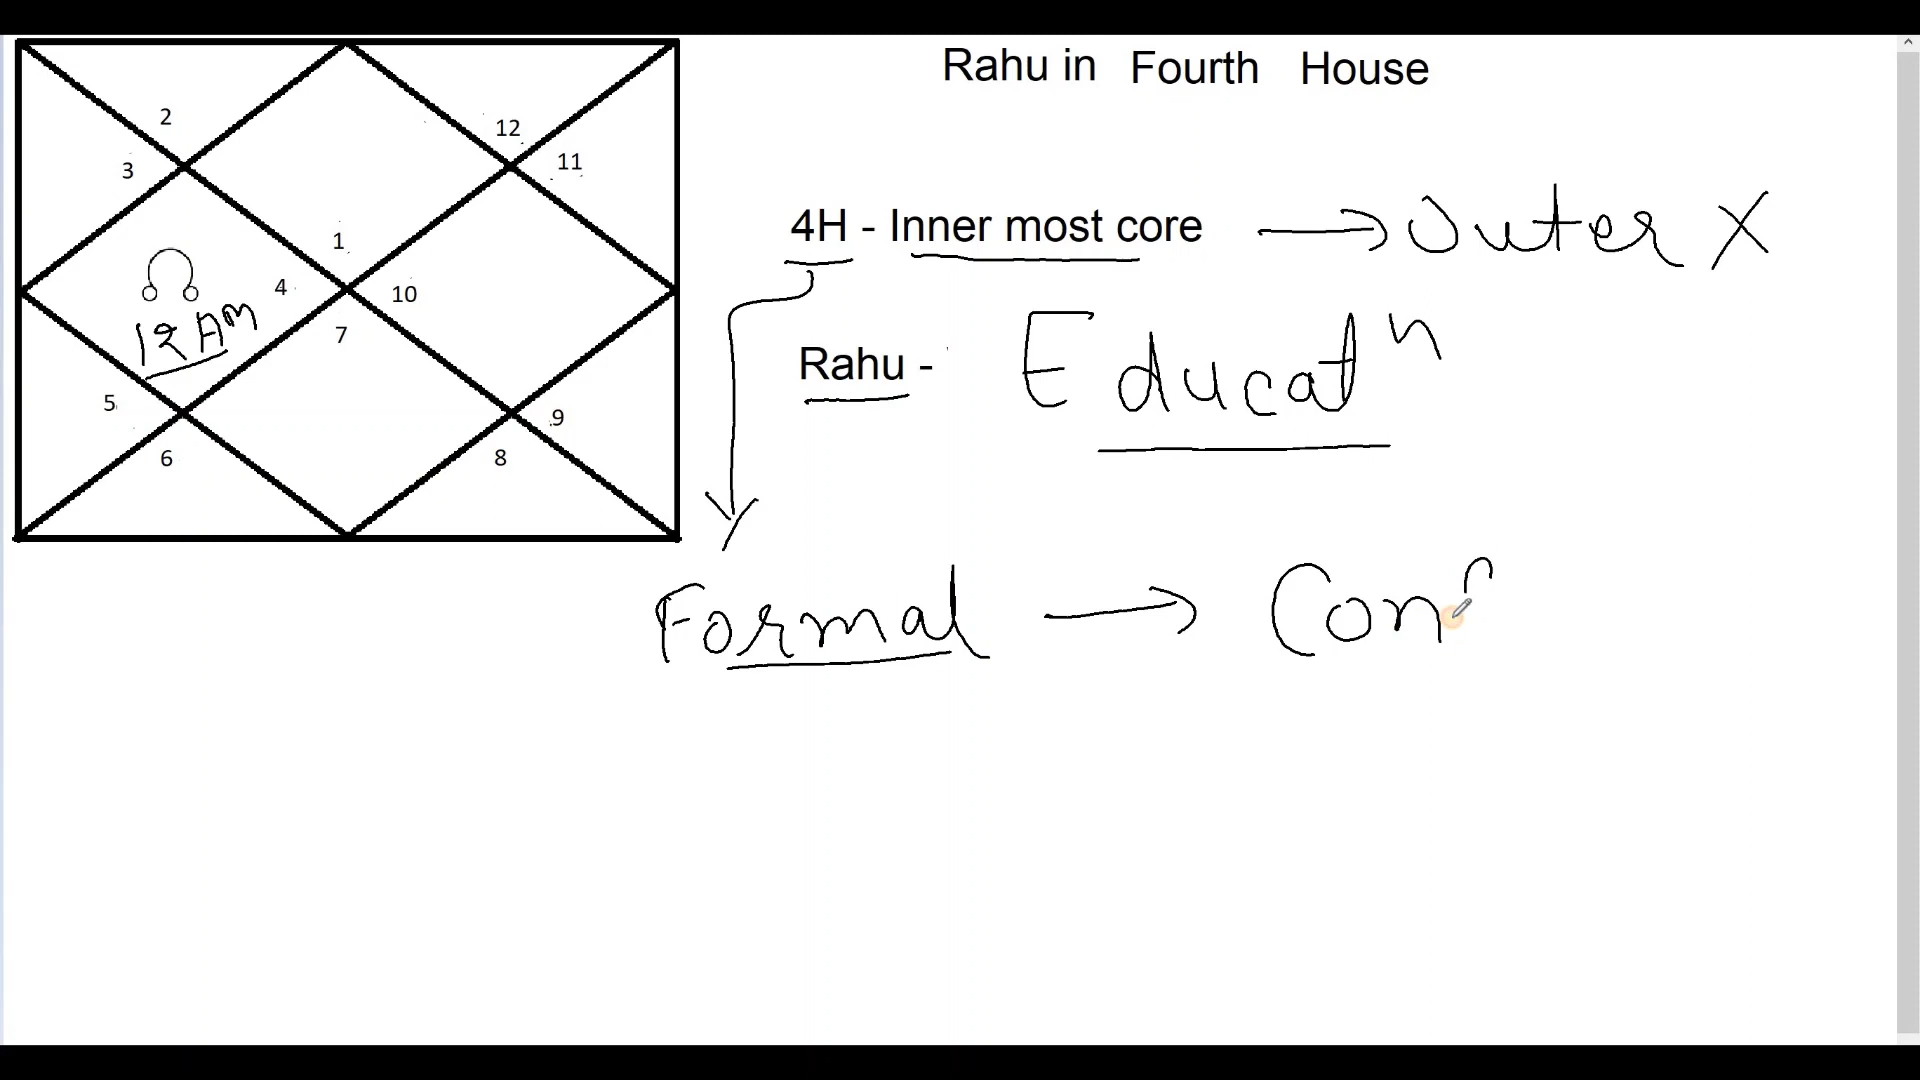 Rahu in Fourth House
2
12
3
11
1
4
10
12 AM
7
5
9
6
8
4H - Inner most core → Outer X
Rahu - Educatn
Formal → Conf